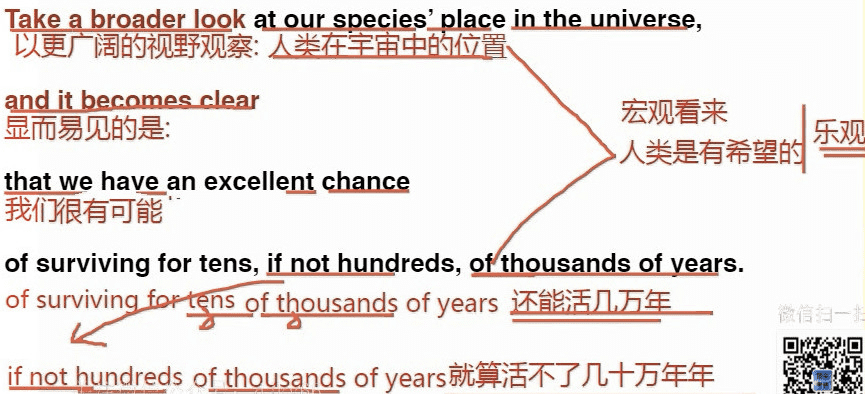 Take a broader look at our species' place in the universe,
以更广阔的视野观察: 人类在宇宙中的位置
and it becomes clear
显而易见的是:
宏观看来
人类是有希望的
乐观
that we have an excellent chance
我们很有可能
of surviving for tens, if not hundreds, of thousands of years.
of surviving for tens of thousands of years 还能活几万年
微信扫一扫
if not hundreds of thousands of years就算活不了几十万年年